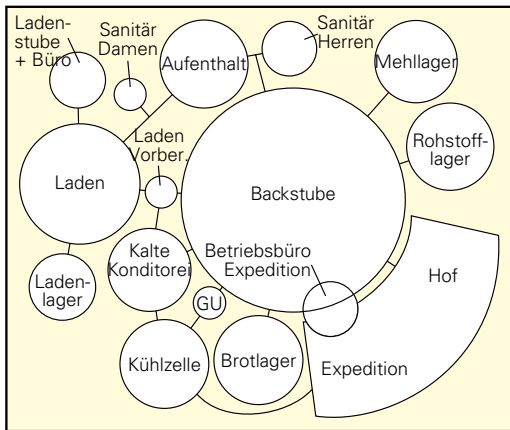 Laden-
stube
+ Büro
Sanitär
Damen
Aufenthalt
Sanitär
Herren
Mehllager
Rohstoff-
lager
Laden
Vorber.
Laden
Backstube
Kalte
Konditorei
Betriebsbüro
Expedition
Hof
Laden-
lager
GU
Kühlzelle
Brotlager
Expedition